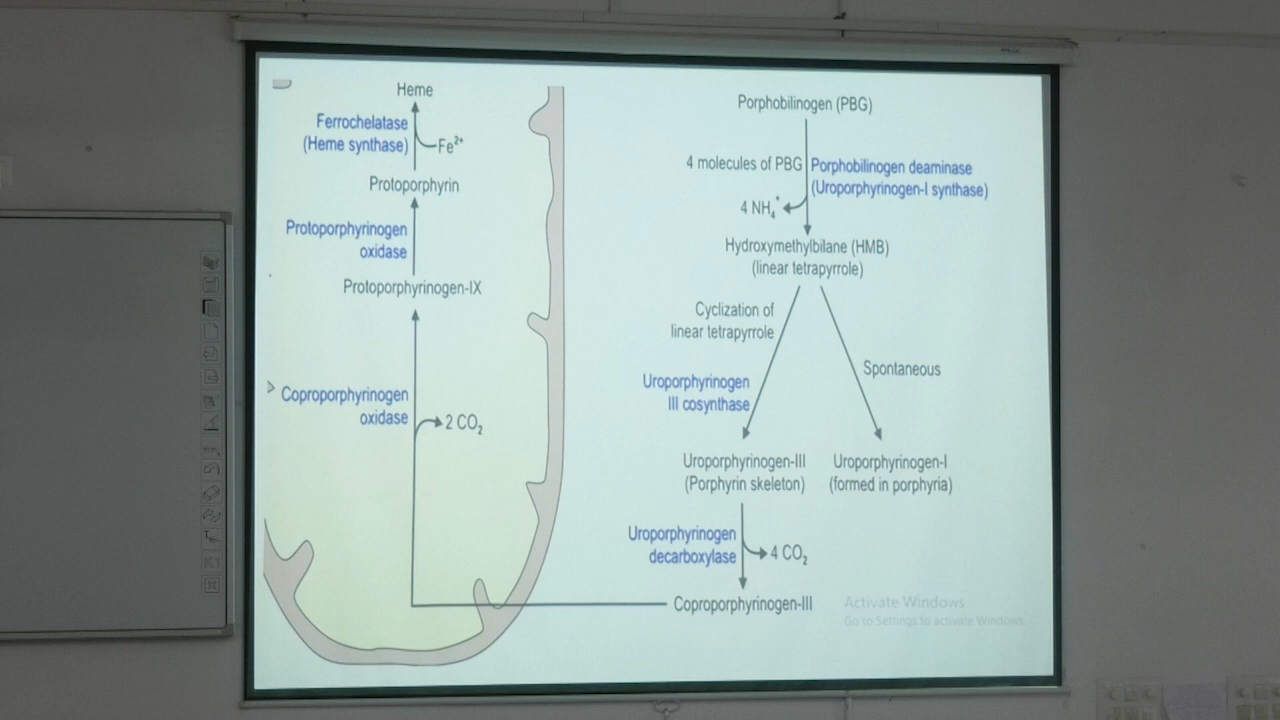 Heme
Ferrochelatase
(Heme synthase)
Fe²⁺
Protoporphyrin
Protoporphyrinogen
oxidase
Protoporphyrinogen-IX
Coproporphyrinogen
oxidase
2 CO₂
Porphobilinogen (PBG)
4 molecules of PBG
Porphobilinogen deaminase
(Uroporphyrinogen-I synthase)
4 NH₄⁺
Hydroxymethylbilane (HMB)
(linear tetrapyrrole)
Cyclization of
linear tetrapyrrole
Spontaneous
Uroporphyrinogen
III cosynthase
Uroporphyrinogen-III
(Porphyrin skeleton)
Uroporphyrinogen-I
(formed in porphyria)
Uroporphyrinogen
decarboxylase
4 CO₂
Coproporphyrinogen-III
Activate Windows
Go to Settings to activate Windows.